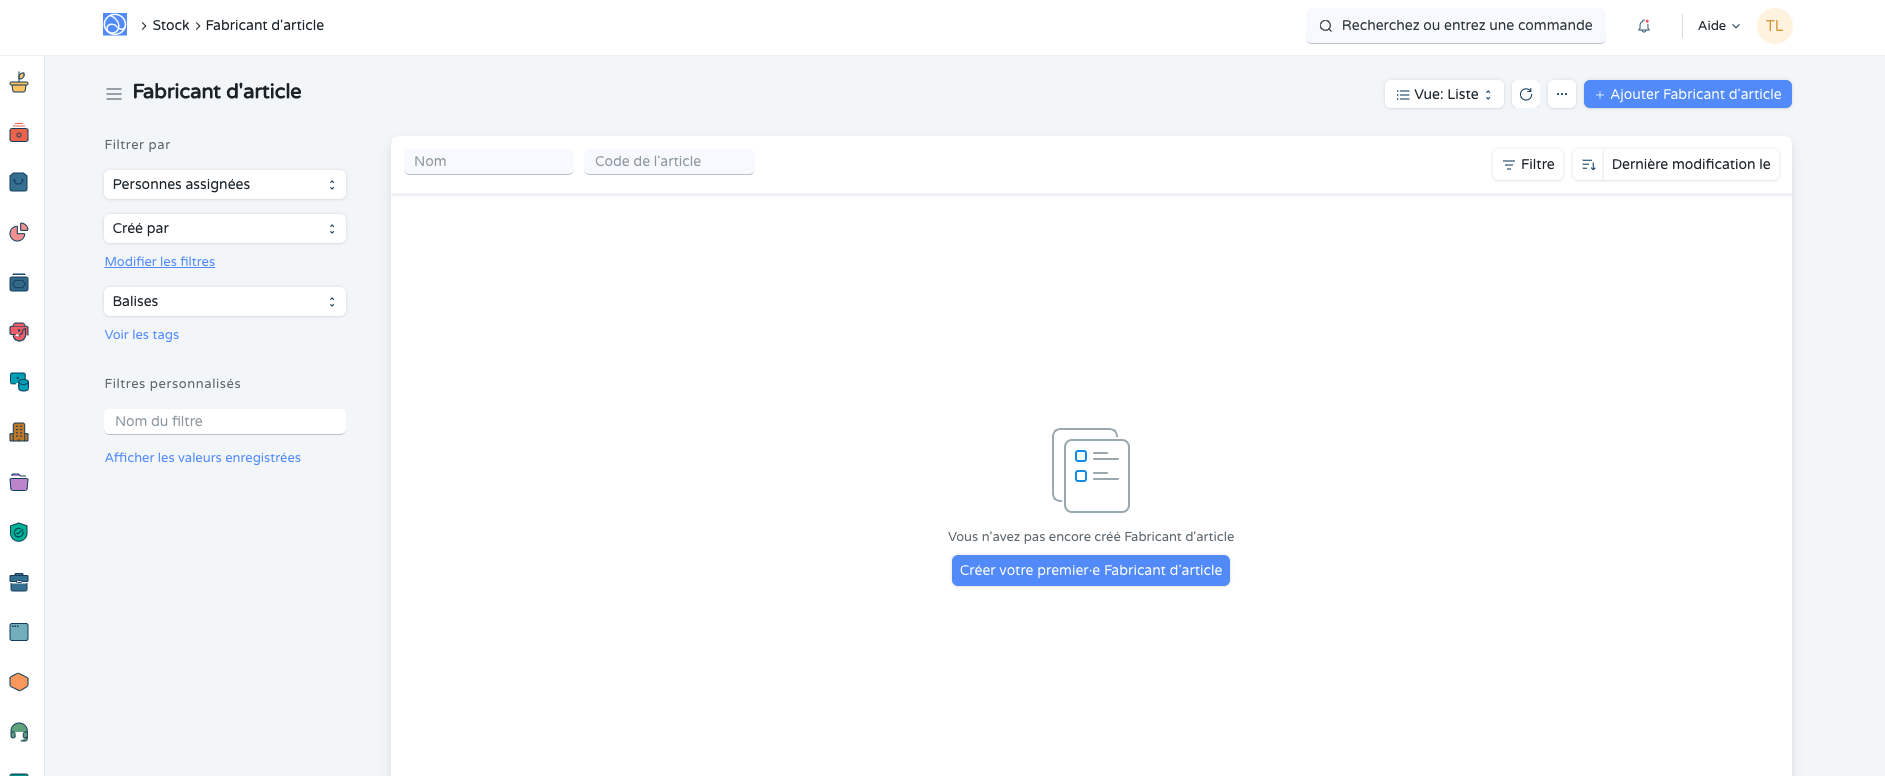 Stock
Fabricant d'article
Recherchez ou entrez une commande
Aide
TL
Fabricant d'article
Vue: Liste
Ajouter Fabricant d'article
Filtrer par
Personnes assignées
Créé par
Modifier les filtres
Balises
Voir les tags
Filtres personnalisés
Nom du filtre
Afficher les valeurs enregistrées
Nom
Code de l'article
Filtre
Dernière modification le
Vous n'avez pas encore créé Fabricant d'article
Créer votre premier·e Fabricant d'article